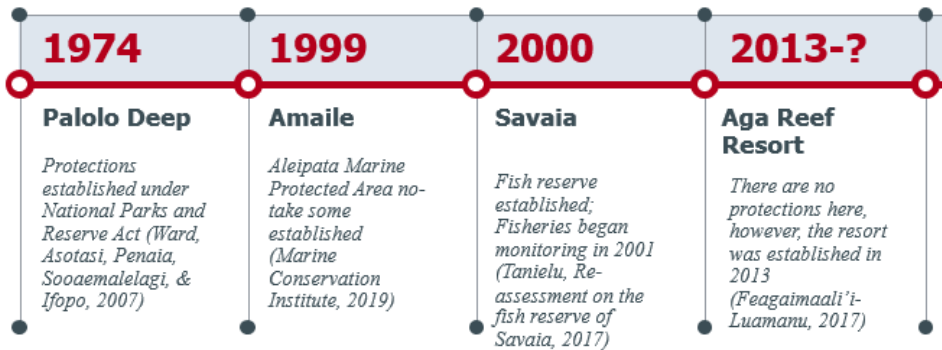 1974
Palolo Deep
Protections
established under
National Parks and
Reserve Act (Ward,
Asotasi, Penaia,
Sooaemalelagi, &
Ifopo, 2007)
1999
Amaile
Aleipata Marine
Protected Area no-
take some
established
(Marine
Conservation
Institute, 2019)
2000
Savaia
Fish reserve
established;
Fisheries began
monitoring in 2001
(Tanielu, Re-
assessment on the
fish reserve of
Savaia, 2017)
2013-?
Aga Reef
Resort
There are no
protections here,
however, the resort
was established in
2013
(Feagaimaali’i-
Luamanu, 2017)